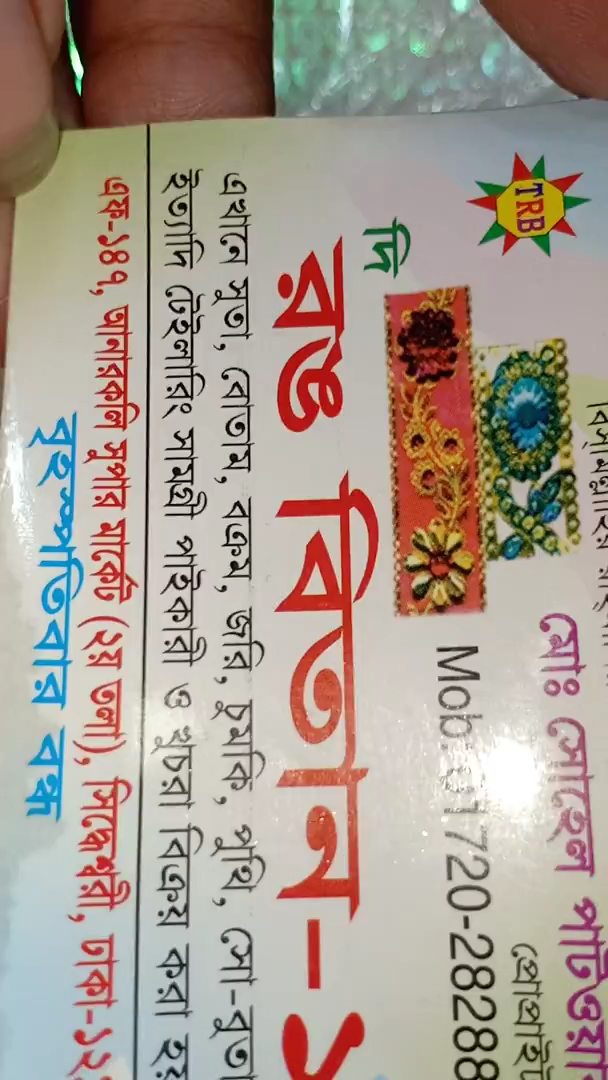 TRB
মোঃ সোহেল
Mob: 01720-28288
দি
রঙ বিতান-১
এখানে সুতা, বোতাম, বকরম, জরি, চুমকি, পুথি, সো-বুতা
ইত্যাদি টেইলারিং সামগ্রী পাইকারী ও খুচরা বিক্রয় করা হয়
এফ-১৪৭, আনারকলি সুপার মার্কেট (২য় তলা), সিদ্ধেশ্বরী, ঢাকা-১২
বৃহস্পতিবার বন্ধ